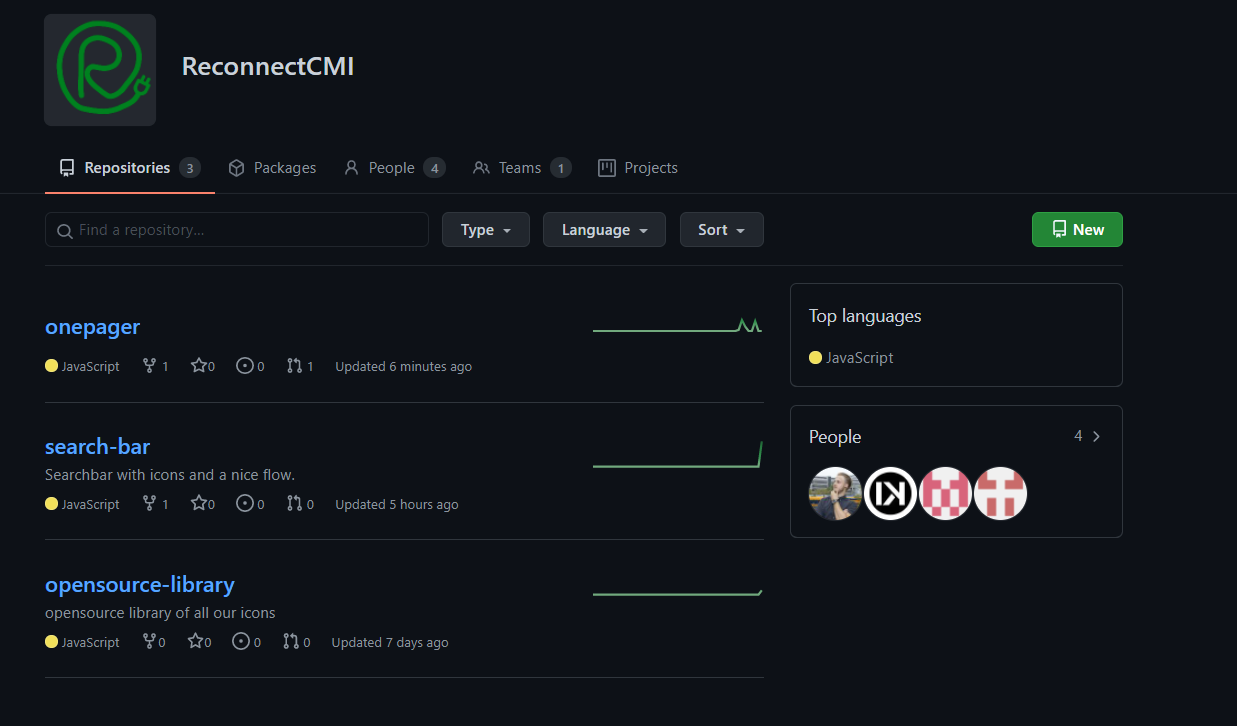 ReconnectCMI
Repositories 3 Packages People 4 Teams 1 Projects
Find a repository... Type Language Sort New
onepager
JavaScript 1 0 0 1 Updated 6 minutes ago
search-bar
Searchbar with icons and a nice flow.
JavaScript 1 0 0 0 Updated 5 hours ago
opensource-library
opensource library of all our icons
JavaScript 0 0 0 0 Updated 7 days ago
Top languages
JavaScript
People 4